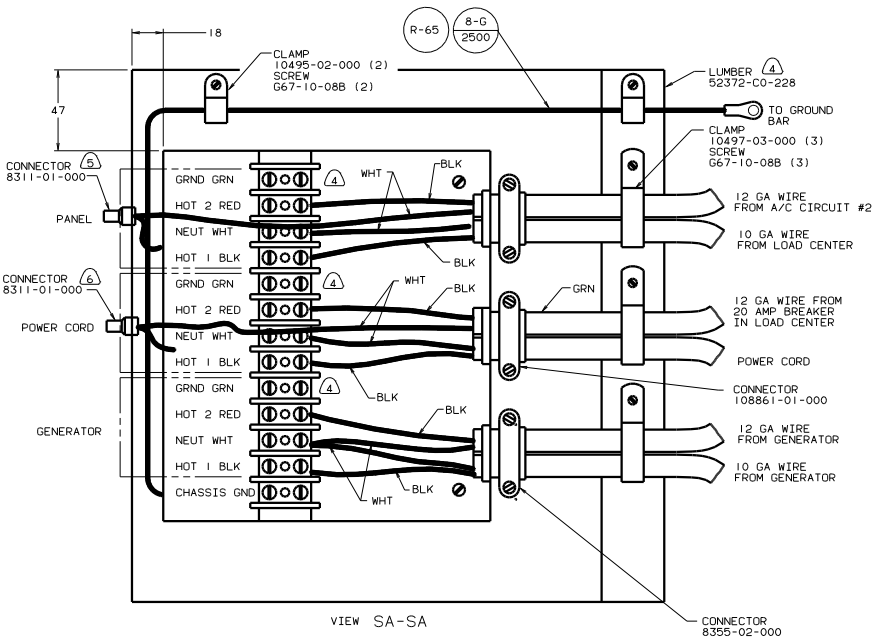 18
R-65
8-G
2500
CLAMP
10495-02-000 (2)
SCREW
G67-10-08B (2)
LUMBER 4
52372-C0-228
47
TO GROUND
BAR
CLAMP
10497-03-000 (3)
SCREW
G67-10-08B (3)
CONNECTOR 5
8311-01-000
PANEL
GRND GRN
HOT 2 RED
NEUT WHT
HOT 1 BLK
4
WHT
BLK
BLK
12 GA WIRE
FROM A/C CIRCUIT #2
10 GA WIRE
FROM LOAD CENTER
CONNECTOR 6
8311-01-000
POWER CORD
GRND GRN
HOT 2 RED
NEUT WHT
HOT 1 BLK
4
WHT
BLK
GRN
BLK
12 GA WIRE FROM
20 AMP BREAKER
IN LOAD CENTER
POWER CORD
CONNECTOR
108861-01-000
GENERATOR
GRND GRN
HOT 2 RED
NEUT WHT
HOT 1 BLK
CHASSIS GND
4
BLK
BLK
WHT
12 GA WIRE
FROM GENERATOR
10 GA WIRE
FROM GENERATOR
CONNECTOR
8355-02-000
VIEW SA-SA